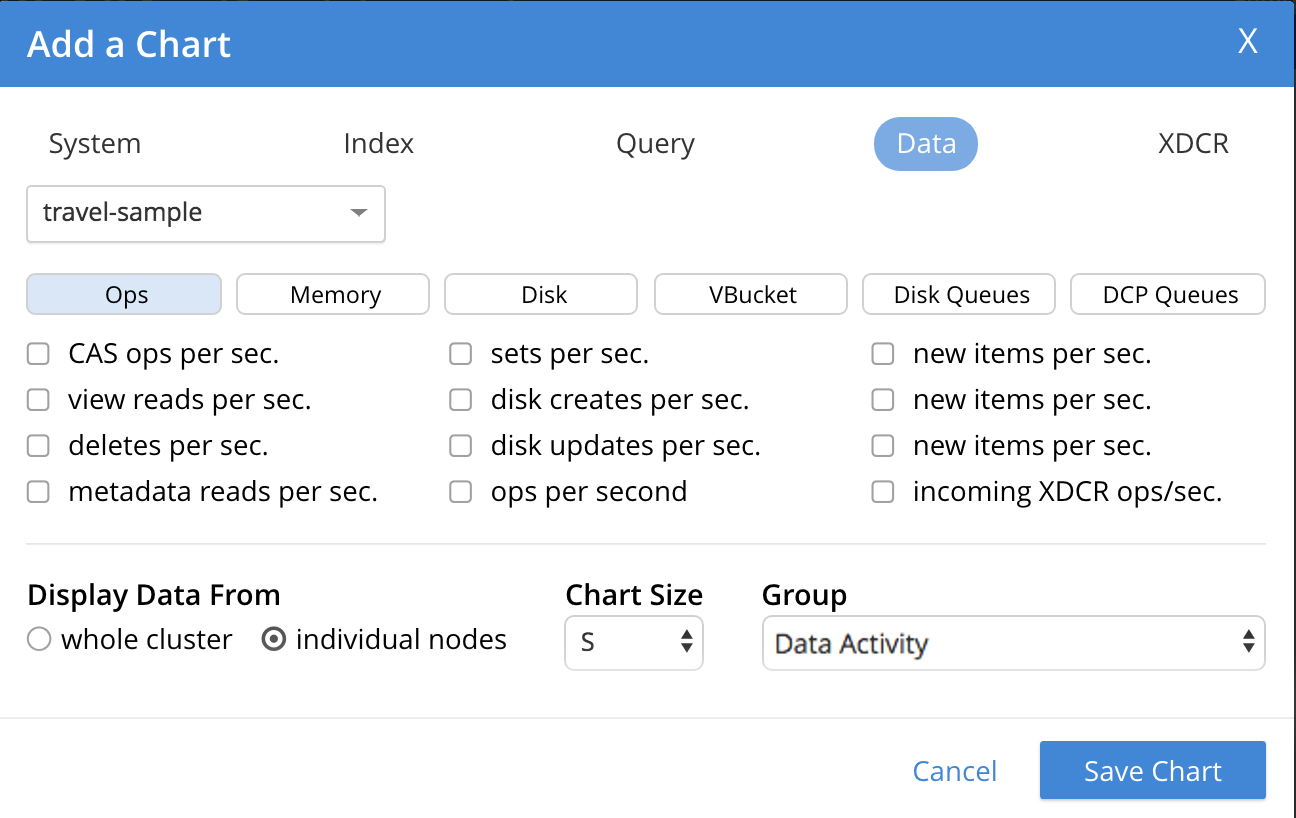 Add a Chart X
System Index Query Data XDCR
travel-sample
Ops Memory Disk VBucket Disk Queues DCP Queues
CAS ops per sec. sets per sec. new items per sec.
view reads per sec. disk creates per sec. new items per sec.
deletes per sec. disk updates per sec. new items per sec.
metadata reads per sec. ops per second incoming XDCR ops/sec.
Display Data From Chart Size Group
whole cluster individual nodes S Data Activity
Cancel Save Chart